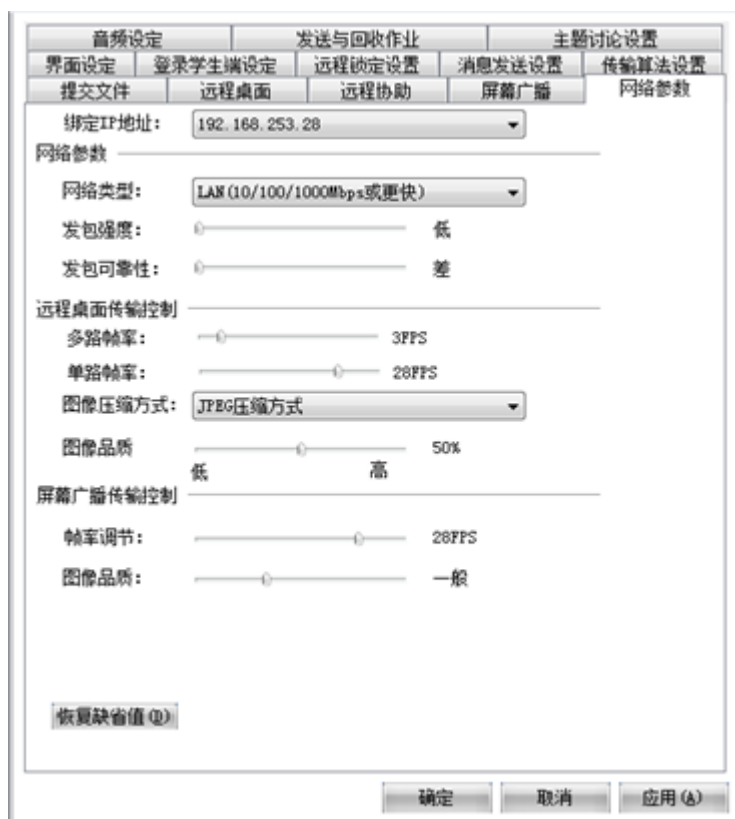 音频设定 发送与回收作业 主题讨论设置
界面设定 登录学生端设定 远程锁定设置 消息发送设置 传输算法设置
提交文件 远程桌面 远程协助 屏幕广播 网络参数
绑定IP地址: 192.168.253.28
网络参数
网络类型: LAN(10/100/1000Mbps或更快)
发包强度: 低
发包可靠性: 差
远程桌面传输控制
多路帧率: 3FPS
单路帧率: 28FPS
图像压缩方式: JPEG压缩方式
图像品质 50%
低 高
屏幕广播传输控制
帧率调节: 28FPS
图像品质: 一般
恢复缺省值(D)
确定 取消 应用(A)